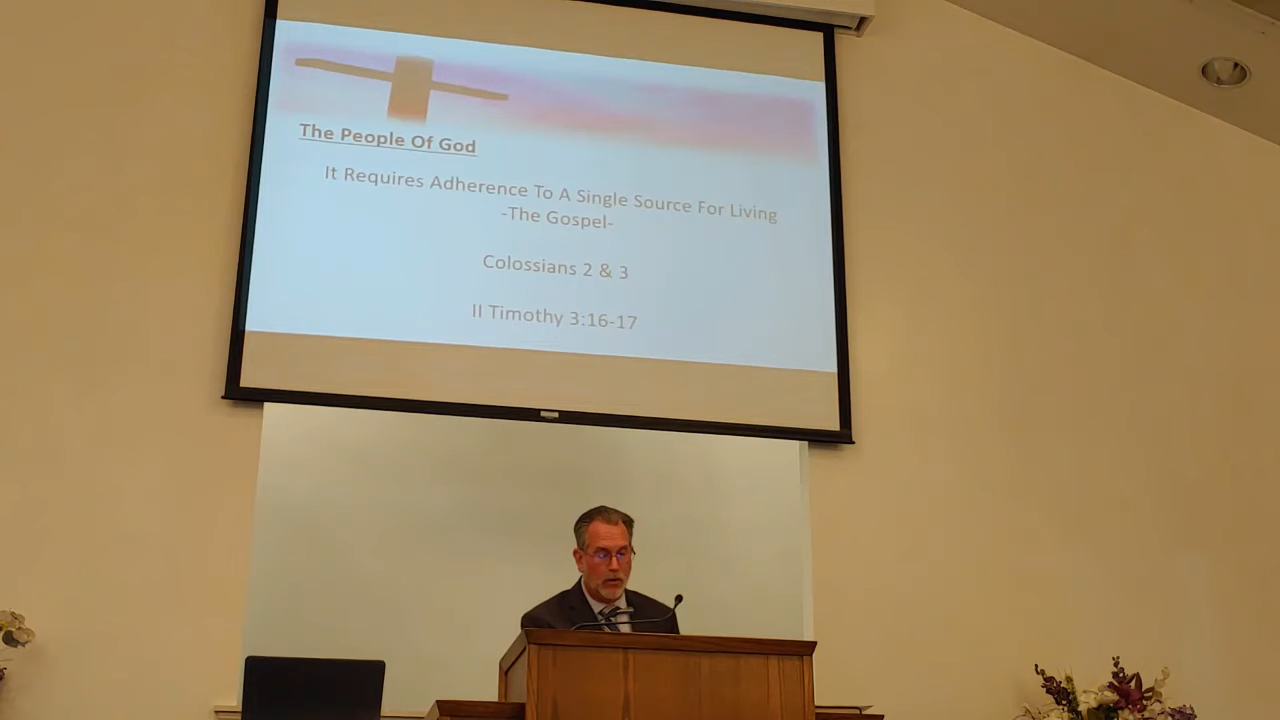 The People Of God
It Requires Adherence To A Single Source For Living
-The Gospel-
Colossians 2 & 3
II Timothy 3:16-17